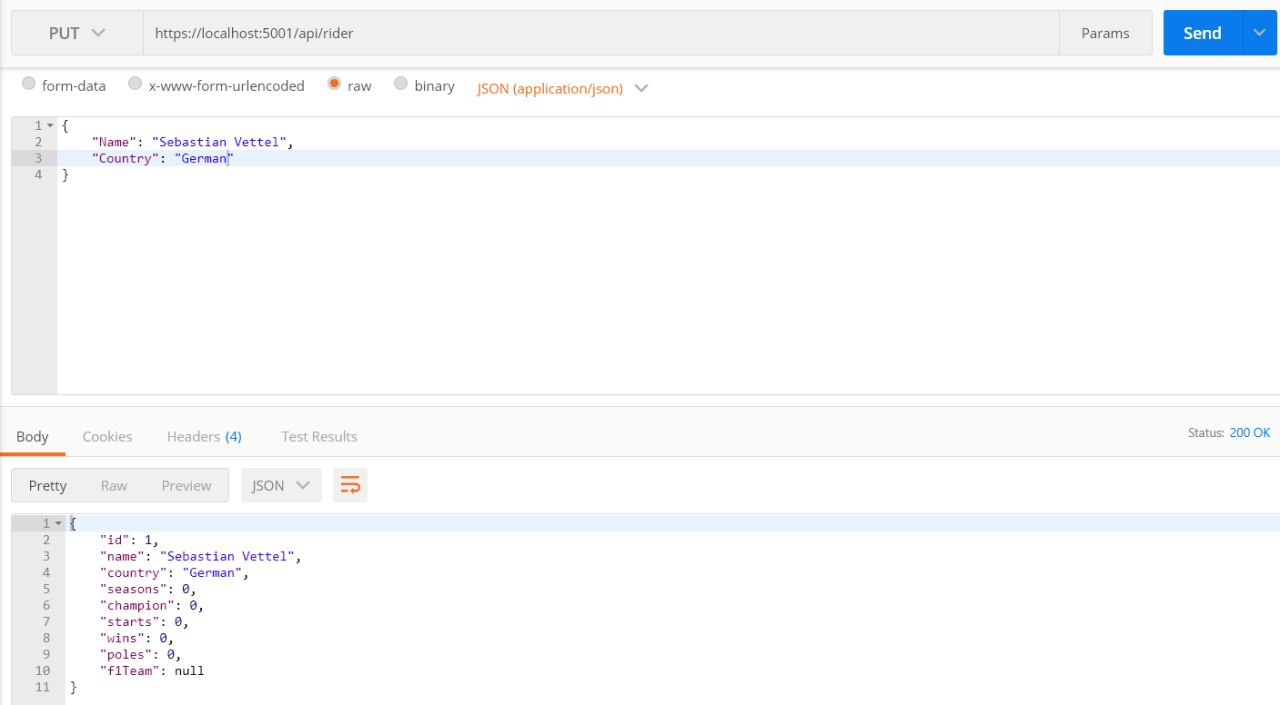 PUT https://localhost:5001/api/rider Params Send
form-data x-www-form-urlencoded raw binary JSON (application/json)
1 {
2 "Name": "Sebastian Vettel",
3 "Country": "German"
4 }
Body Cookies Headers (4) Test Results Status: 200 OK
Pretty Raw Preview JSON
1 {
2 "id": 1,
3 "name": "Sebastian Vettel",
4 "country": "German",
5 "seasons": 0,
6 "champion": 0,
7 "starts": 0,
8 "wins": 0,
9 "poles": 0,
10 "f1Team": null
11 }